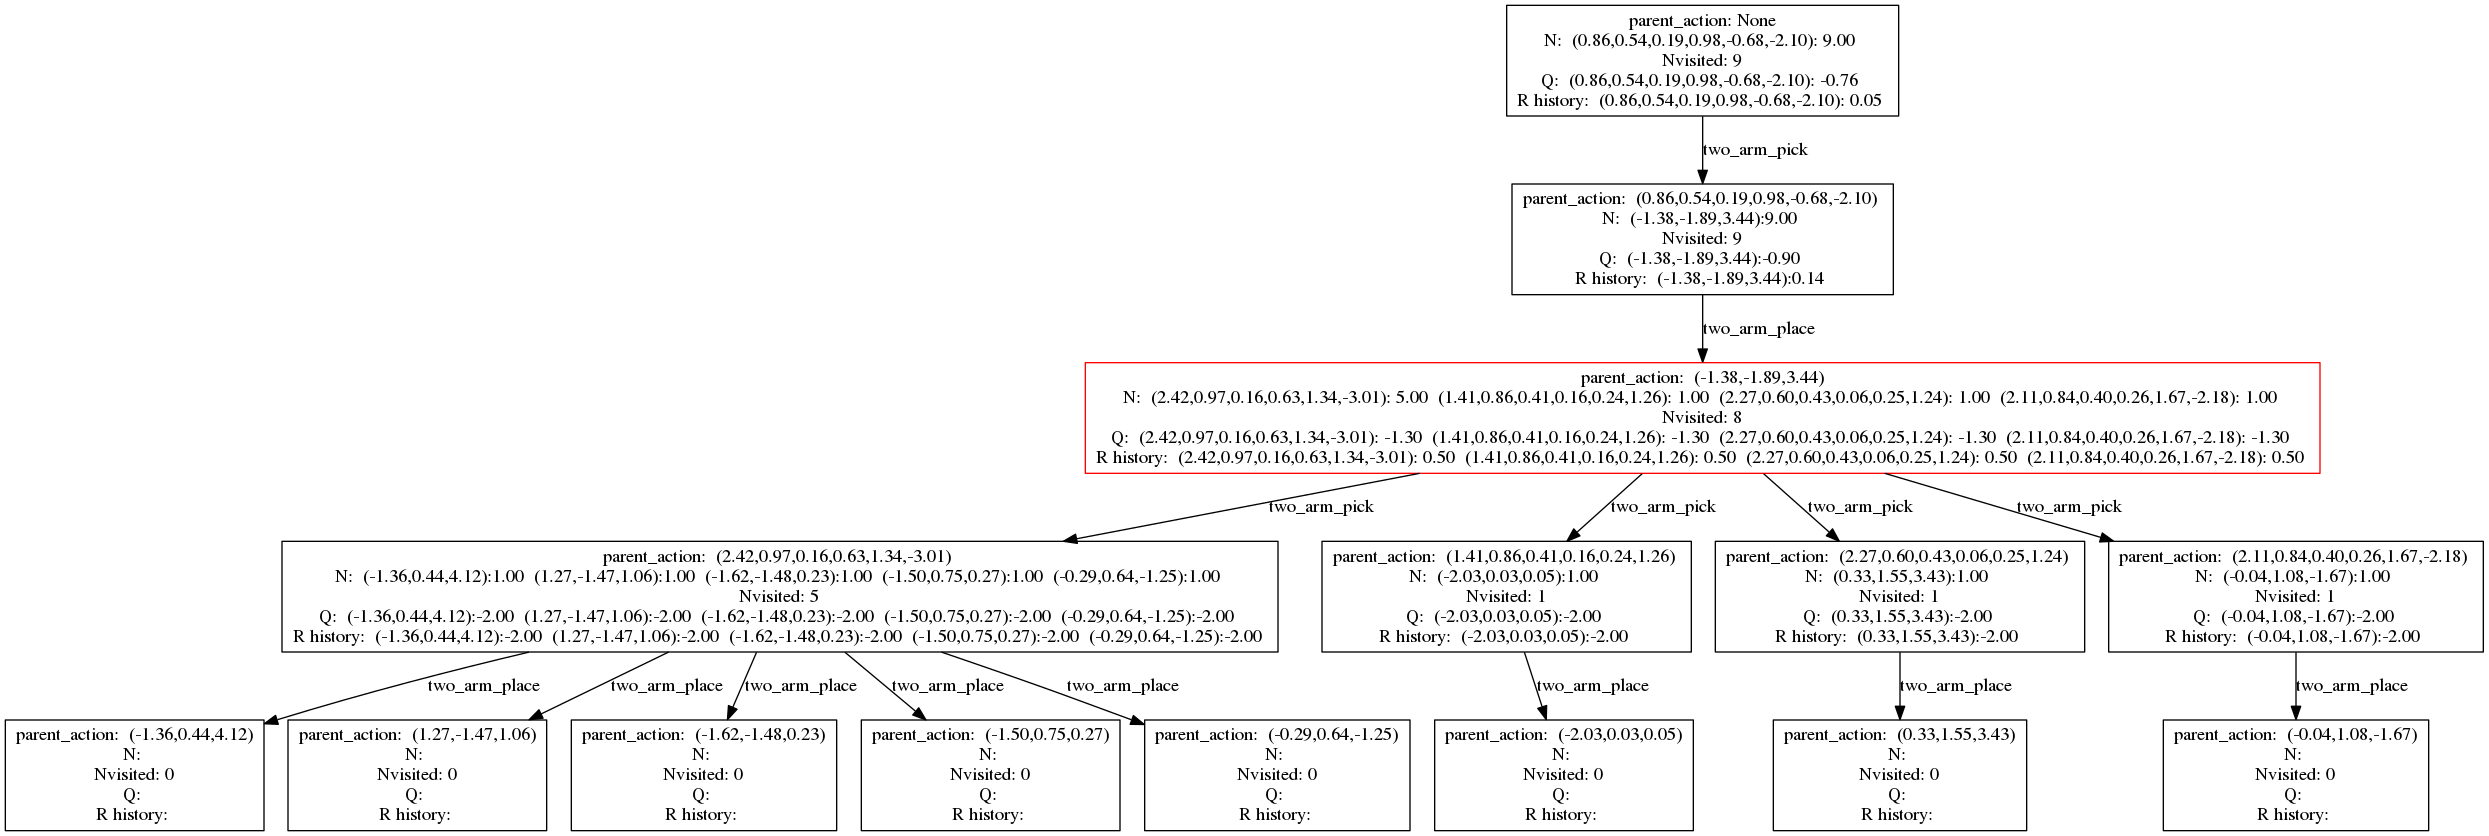 parent_action: None
N: (0.86,0.54,0.19,0.98,-0.68,-2.10): 9.00
Nvisited: 9
Q: (0.86,0.54,0.19,0.98,-0.68,-2.10): -0.76
R history: (0.86,0.54,0.19,0.98,-0.68,-2.10): 0.05
two_arm_pick
parent_action: (0.86,0.54,0.19,0.98,-0.68,-2.10)
N: (-1.38,-1.89,3.44):9.00
Nvisited: 9
Q: (-1.38,-1.89,3.44):-0.90
R history: (-1.38,-1.89,3.44):0.14
two_arm_place
parent_action: (-1.38,-1.89,3.44)
N: (2.42,0.97,0.16,0.63,1.34,-3.01): 5.00 (1.41,0.86,0.41,0.16,0.24,1.26): 1.00 (2.27,0.60,0.43,0.06,0.25,1.24): 1.00 (2.11,0.84,0.40,0.26,1.67,-2.18): 1.00
Nvisited: 8
Q: (2.42,0.97,0.16,0.63,1.34,-3.01): -1.30 (1.41,0.86,0.41,0.16,0.24,1.26): -1.30 (2.27,0.60,0.43,0.06,0.25,1.24): -1.30 (2.11,0.84,0.40,0.26,1.67,-2.18): -1.30
R history: (2.42,0.97,0.16,0.63,1.34,-3.01): 0.50 (1.41,0.86,0.41,0.16,0.24,1.26): 0.50 (2.27,0.60,0.43,0.06,0.25,1.24): 0.50 (2.11,0.84,0.40,0.26,1.67,-2.18): 0.50
two_arm_pick
two_arm_pick
two_arm_pick
two_arm_pick
parent_action: (2.42,0.97,0.16,0.63,1.34,-3.01)
N: (-1.36,0.44,4.12):1.00 (1.27,-1.47,1.06):1.00 (-1.62,-1.48,0.23):1.00 (-1.50,0.75,0.27):1.00 (-0.29,0.64,-1.25):1.00
Nvisited: 5
Q: (-1.36,0.44,4.12):-2.00 (1.27,-1.47,1.06):-2.00 (-1.62,-1.48,0.23):-2.00 (-1.50,0.75,0.27):-2.00 (-0.29,0.64,-1.25):-2.00
R history: (-1.36,0.44,4.12):-2.00 (1.27,-1.47,1.06):-2.00 (-1.62,-1.48,0.23):-2.00 (-1.50,0.75,0.27):-2.00 (-0.29,0.64,-1.25):-2.00
parent_action: (1.41,0.86,0.41,0.16,0.24,1.26)
N: (-2.03,0.03,0.05):1.00
Nvisited: 1
Q: (-2.03,0.03,0.05):-2.00
R history: (-2.03,0.03,0.05):-2.00
parent_action: (2.27,0.60,0.43,0.06,0.25,1.24)
N: (0.33,1.55,3.43):1.00
Nvisited: 1
Q: (0.33,1.55,3.43):-2.00
R history: (0.33,1.55,3.43):-2.00
parent_action: (2.11,0.84,0.40,0.26,1.67,-2.18)
N: (-0.04,1.08,-1.67):1.00
Nvisited: 1
Q: (-0.04,1.08,-1.67):-2.00
R history: (-0.04,1.08,-1.67):-2.00
two_arm_place
two_arm_place
two_arm_place
two_arm_place
two_arm_place
two_arm_place
two_arm_place
two_arm_place
parent_action: (-1.36,0.44,4.12)
N:
Nvisited: 0
Q:
R history:
parent_action: (1.27,-1.47,1.06)
N:
Nvisited: 0
Q:
R history:
parent_action: (-1.62,-1.48,0.23)
N:
Nvisited: 0
Q:
R history:
parent_action: (-1.50,0.75,0.27)
N:
Nvisited: 0
Q:
R history:
parent_action: (-0.29,0.64,-1.25)
N:
Nvisited: 0
Q:
R history:
parent_action: (-2.03,0.03,0.05)
N:
Nvisited: 0
Q:
R history:
parent_action: (0.33,1.55,3.43)
N:
Nvisited: 0
Q:
R history:
parent_action: (-0.04,1.08,-1.67)
N:
Nvisited: 0
Q:
R history: